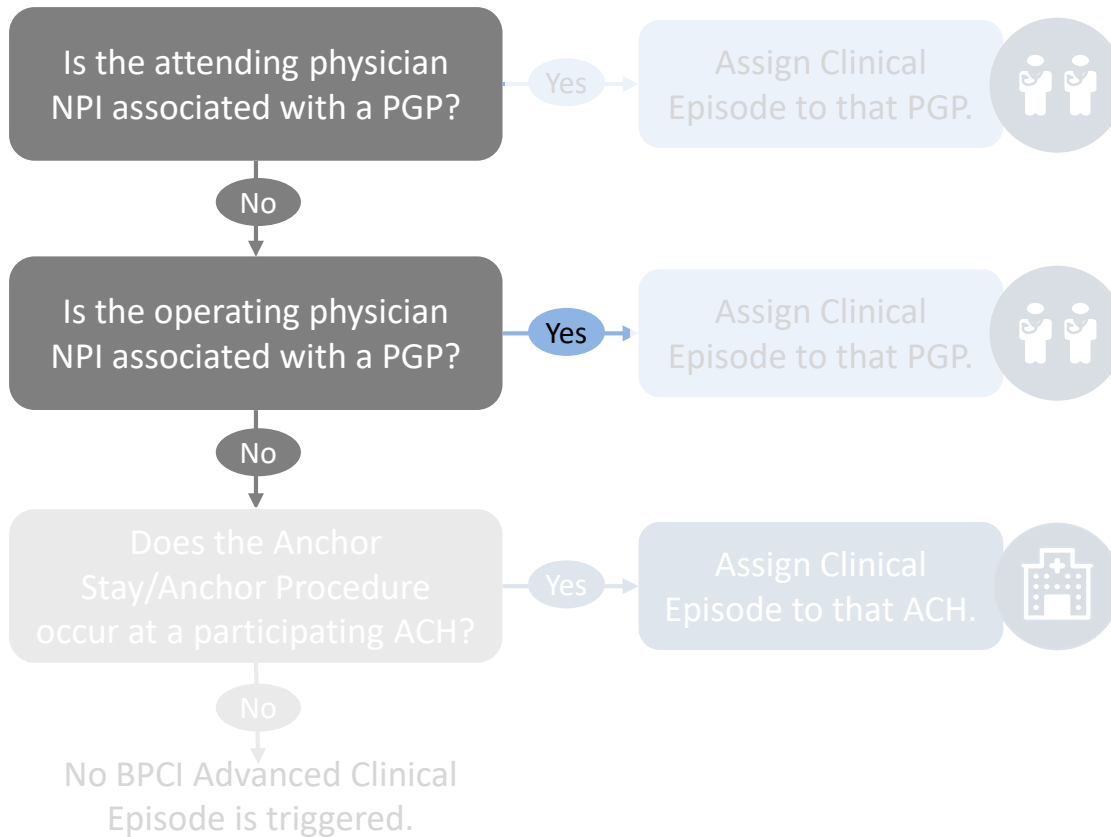 Is the attending physician
NPI associated with a PGP?
Yes
Assign Clinical
Episode to that PGP.
No
Is the operating physician
NPI associated with a PGP?
Yes
Assign Clinical
Episode to that PGP.
No
Does the Anchor
Stay/Anchor Procedure
occur at a participating ACH?
Yes
Assign Clinical
Episode to that ACH.
No
No BPCI Advanced Clinical
Episode is triggered.